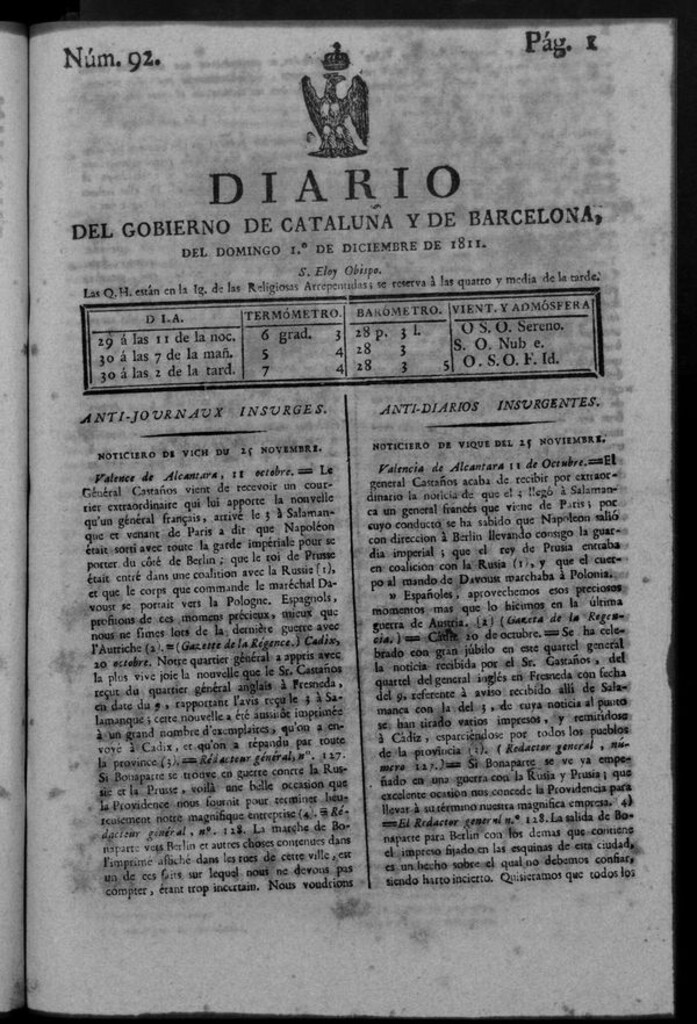 Núm. 92.
Pág. 1
DIARIO
DEL GOBIERNO DE CATALUÑA Y DE BARCELONA,
DEL DOMINGO 1.º DE DICIEMBRE DE 1811.
S. Eloy Obispo.
Las Q. H. están en la Ig. de las Religiosas Arrepentidas; se reserva á las quatro y media de la tarde.
DIA. TERMÓMETRO. BARÓMETRO. VIENT. Y ADMÓSFERA
29 á las 11 de la noc. 6 grad. 3 28 p. 3 l. O S. O. Sereno.
30 á las 7 de la mañ. 5 4 28 3 S. O. Nub e.
30 á las 2 de la tard. 7 4 28 3 5 O. S. O. F. Id.
ANTI-JOURNAUX INSURGES.
NOTICIERO DE VICH DU 25 NOVEMBRE.
Valence de Alcantara, 11 octobre. = Le
Général Castaños vient de recevoir un cour-
rier extraordinaire qui lui apporte la nouvelle
qu'un général français, arrivé le 3 à Salaman-
que et venant de Paris a dit que Napoléon
était sorti avec toute la garde impériale pour se
porter du côté de Berlin; que le roi de Prusse
était entré dans une coalition avec la Russie (1),
et que le corps que commande le maréchal Da-
voust se portait vers la Pologne. Espagnols,
profitons de ces momens précieux, mieux que
nous ne fimes lors de la dernière guerre avec
l'Autriche (2). = (Gazette de la Régence.) Cadix,
20 octobre. Notre quartier général a appris avec
la plus vive joie la nouvelle que le Sr. Castaños
reçut du quartier général anglais à Fresneda,
en date du 9, rapportant l'avis reçu le 3 à Sa-
lamanque; cette nouvelle a été aussitôt imprimée
à un grand nombre d'exemplaires, qu'on a en-
voyé à Cadix, et qu'on a répandu par toute
la province (3). = Rédacteur général, nº. 127.
Si Bonaparte se trouve en guerre contre la Rus-
sie et la Prusse, voilà une belle occasion que
la Providence nous fournit pour terminer heu-
reusement notre magnifique entreprise (4). = Ré-
dacteur général, nº. 128. La marche de Bo-
naparte vers Berlin et autres choses contenues dans
l'imprimé affiché dans les rues de cette ville, est
un de ces faits sur lequel nous ne devons pas
compter, étant trop incertain. Nous voudrions
ANTI-DIARIOS INSURGENTES.
NOTICIERO DE VIQUE DEL 25 NOVIEMBRE.
Valencia de Alcantara 11 de Octubre. = El
general Castaños acaba de recibir por extraor-
dinario la noticia de que el 3 llegó à Salaman-
ca un general francés que viene de Paris; por
cuyo conducto se ha sabido que Napoleon salió
con direccion à Berlin llevando consigo la guar-
dia imperial; que el rey de Prusia entraba
en coalicion con la Rusia (1), y que el cuer-
po al mando de Davoust marchaba à Polonia.
» Españoles, aprovechemos esos preciosos
momentos mas que lo hicimos en la última
guerra de Austria. (2) (Gazeta de la Regen-
cia.) = Cádiz 20 de octubre. = Se ha cele-
brado con gran júbilo en este quartel general
la noticia recibida por el Sr. Castaños, del
quartel del general inglés en Fresneda con fecha
del 9, referente à aviso recibido allí de Sala-
manca con la del 3, de cuya noticia al punto
se han tirado varios impresos, y remitidose
à Cádiz, esparciéndose por todos los pueblos
de la provincia (3). (Redactor general, nú-
mero 127.) = Si Bonaparte se ve ya empe-
ñado en una guerra con la Rusia y Prusia; que
excelente ocasion nos concede la Providencia para
llevar à su término nuestra magnifica empresa. (4)
= El Redactor general n.º 128. La salida de Bo-
naparte para Berlin con los demas que contiene
el impreso fijado en las esquinas de esta ciudad,
es un hecho sobre el qual no debemos confiar,
siendo harto incierto. Quisieramos que todos los